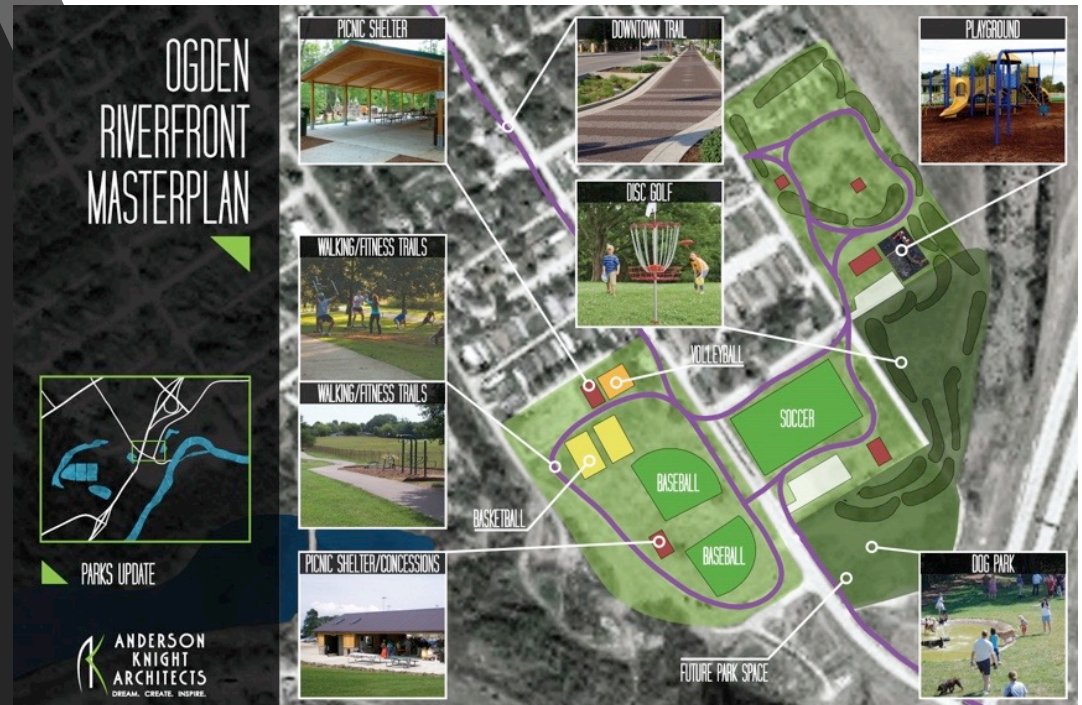 OGDEN
RIVERFRONT
MASTERPLAN
PARKS UPDATE
ANDERSON
KNIGHT
ARCHITECTS
DREAM. CREATE. INSPIRE.
PICNIC SHELTER
DOWNTOWN TRAIL
PLAYGROUND
DISC GOLF
WALKING/FITNESS TRAILS
VOLLEYBALL
WALKING/FITNESS TRAILS
SOCCER
BASEBALL
BASKETBALL
BASEBALL
PICNIC SHELTER/CONCESSIONS
DOG PARK
FUTURE PARK SPACE